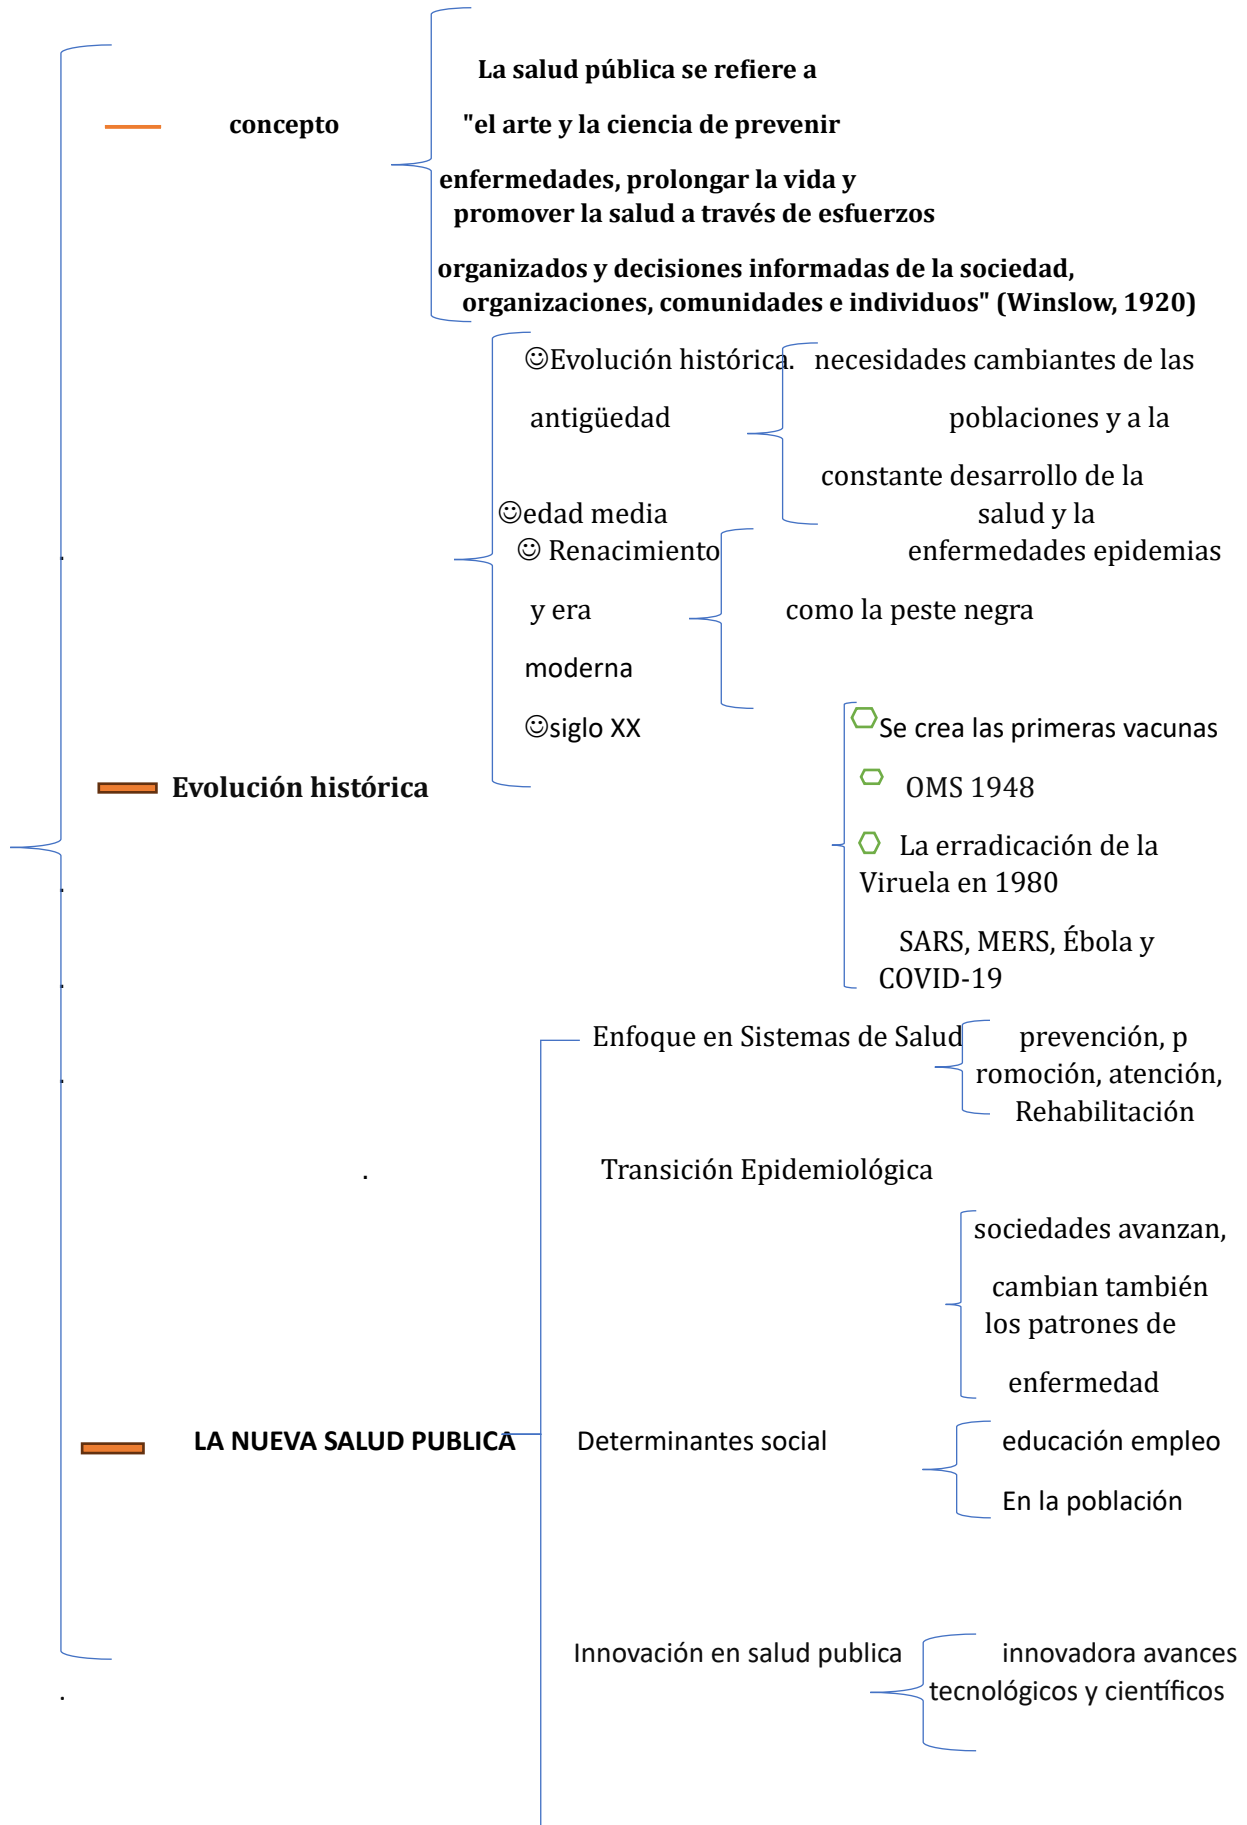 La salud pública se refiere a
concepto
"el arte y la ciencia de prevenir
enfermedades, prolongar la vida y
promover la salud a través de esfuerzos
organizados y decisiones informadas de la sociedad,
organizaciones, comunidades e individuos" (Winslow, 1920)
☺Evolución histórica.
antigüedad
necesidades cambiantes de las
poblaciones y a la
constante desarrollo de la
salud y la
☺edad media
☺ Renacimiento
y era
moderna
enfermedades epidemias
como la peste negra
☺siglo XX
Se crea las primeras vacunas
OMS 1948
La erradicación de la
Viruela en 1980
SARS, MERS, Ébola y
COVID-19
Evolución histórica
Enfoque en Sistemas de Salud
prevención, p
romoción, atención,
Rehabilitación
Transición Epidemiológica
sociedades avanzan,
cambian también
los patrones de
enfermedad
LA NUEVA SALUD PUBLICA
Determinantes social
educación empleo
En la población
Innovación en salud publica
innovadora avances
tecnológicos y científicos